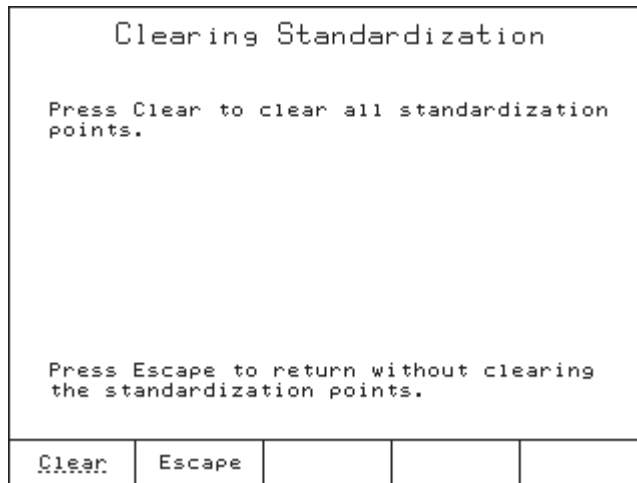 Clearing Standardization
Press Clear to clear all standardization
points.
Press Escape to return without clearing
the standardization points.
Clear
Escape